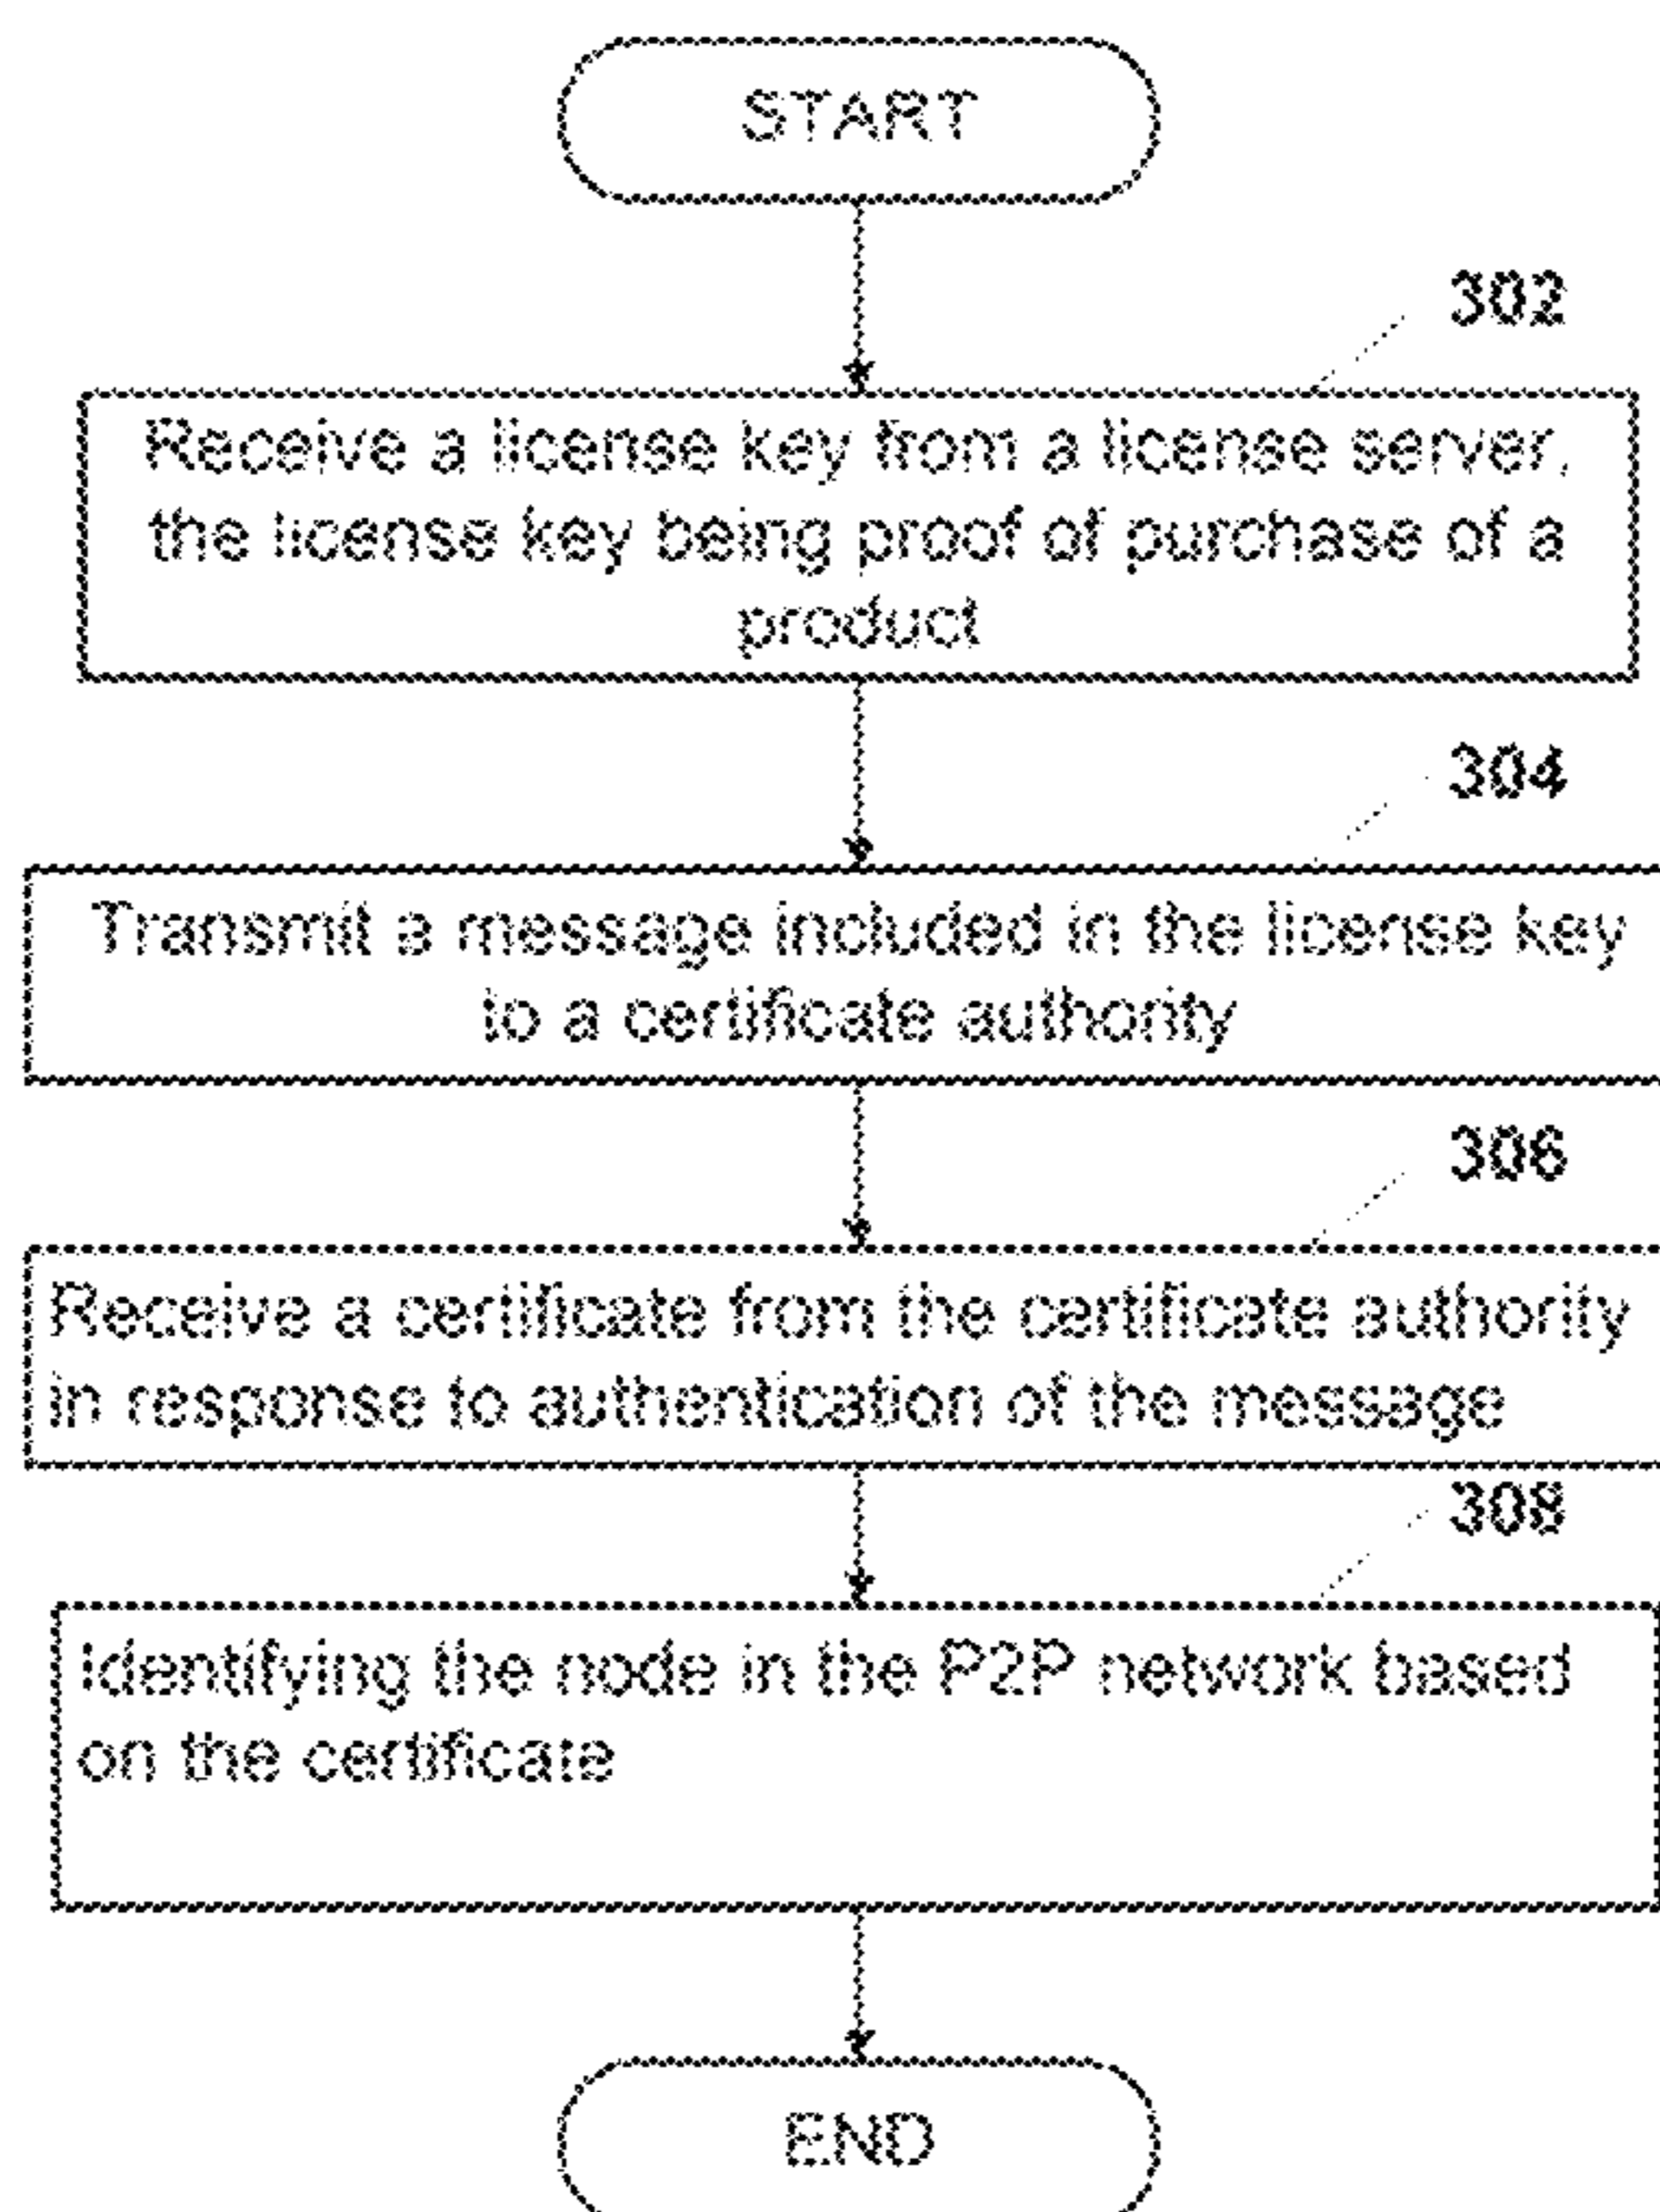 START
302
Receive a license key from a license server,
the license key being proof of purchase of a
product
304
Transmit a message included in the license key
to a certificate authority
306
Receive a certificate from the certificate authority
in response to authentication of the message
308
Identifying the node in the P2P network based
on the certificate
END